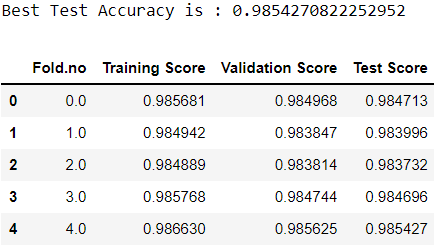 Best Test Accuracy is : 0.9854270822252952
Fold.no Training Score Validation Score Test Score
0 0.0 0.985681 0.984968 0.984713
1 1.0 0.984942 0.983847 0.983996
2 2.0 0.984889 0.983814 0.983732
3 3.0 0.985768 0.984744 0.984696
4 4.0 0.986630 0.985625 0.985427